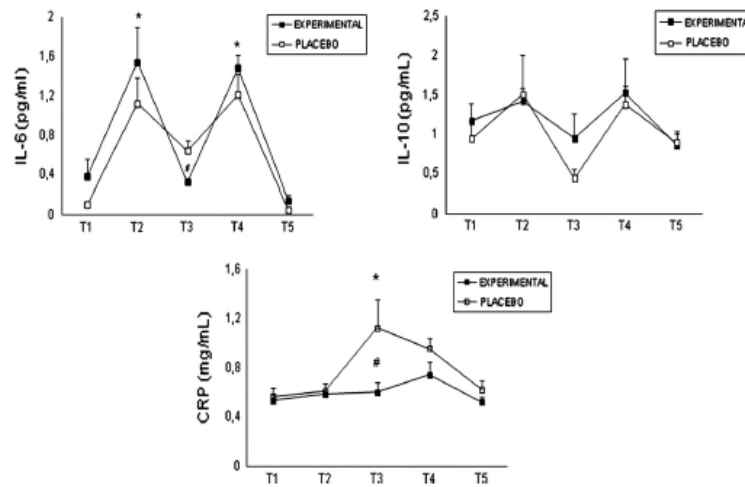 2
1,6
1,2
0,8
0,4
0
IL-6 (pg/ml)
*
*
#
EXPERIMENTAL
PLACEBO
T1 T2 T3 T4 T5
2,5
2
1,5
1
0,5
0
IL-10 (pg/mL)
EXPERIMENTAL
PLACEBO
T1 T2 T3 T4 T5
1,6
1,2
0,8
0,4
0
CRP (mg/mL)
*
#
EXPERIMENTAL
PLACEBO
T1 T2 T3 T4 T5